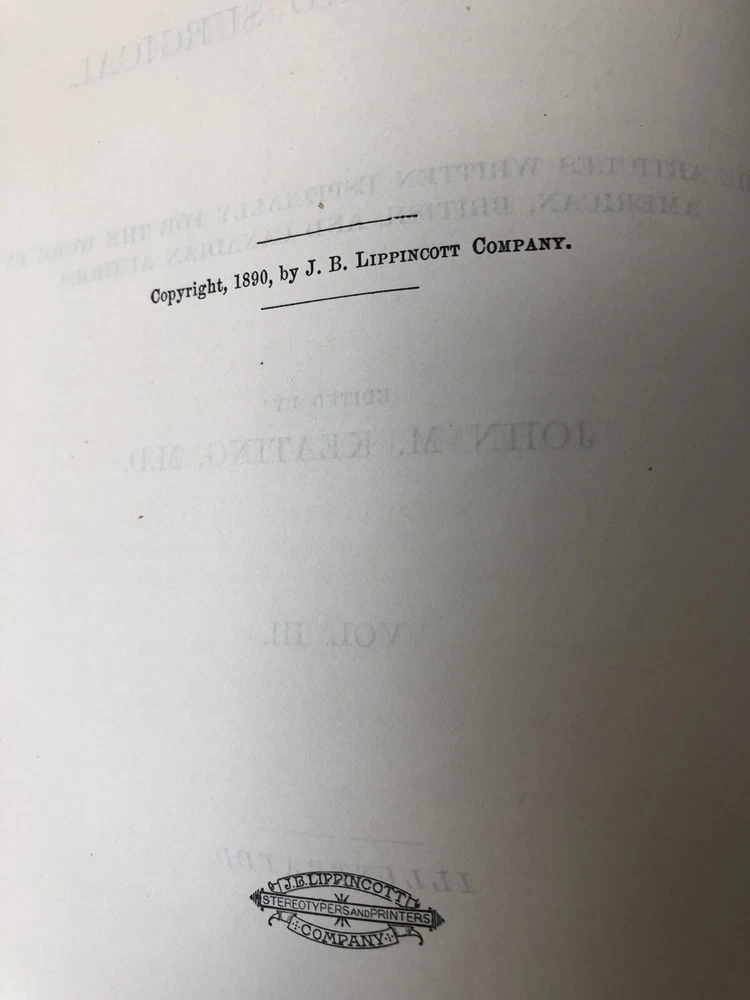 Copyright, 1890, by J. B. LIPPINCOTT COMPANY.
J.B. LIPPINCOTT
STEREOTYPERS AND PRINTERS
COMPANY